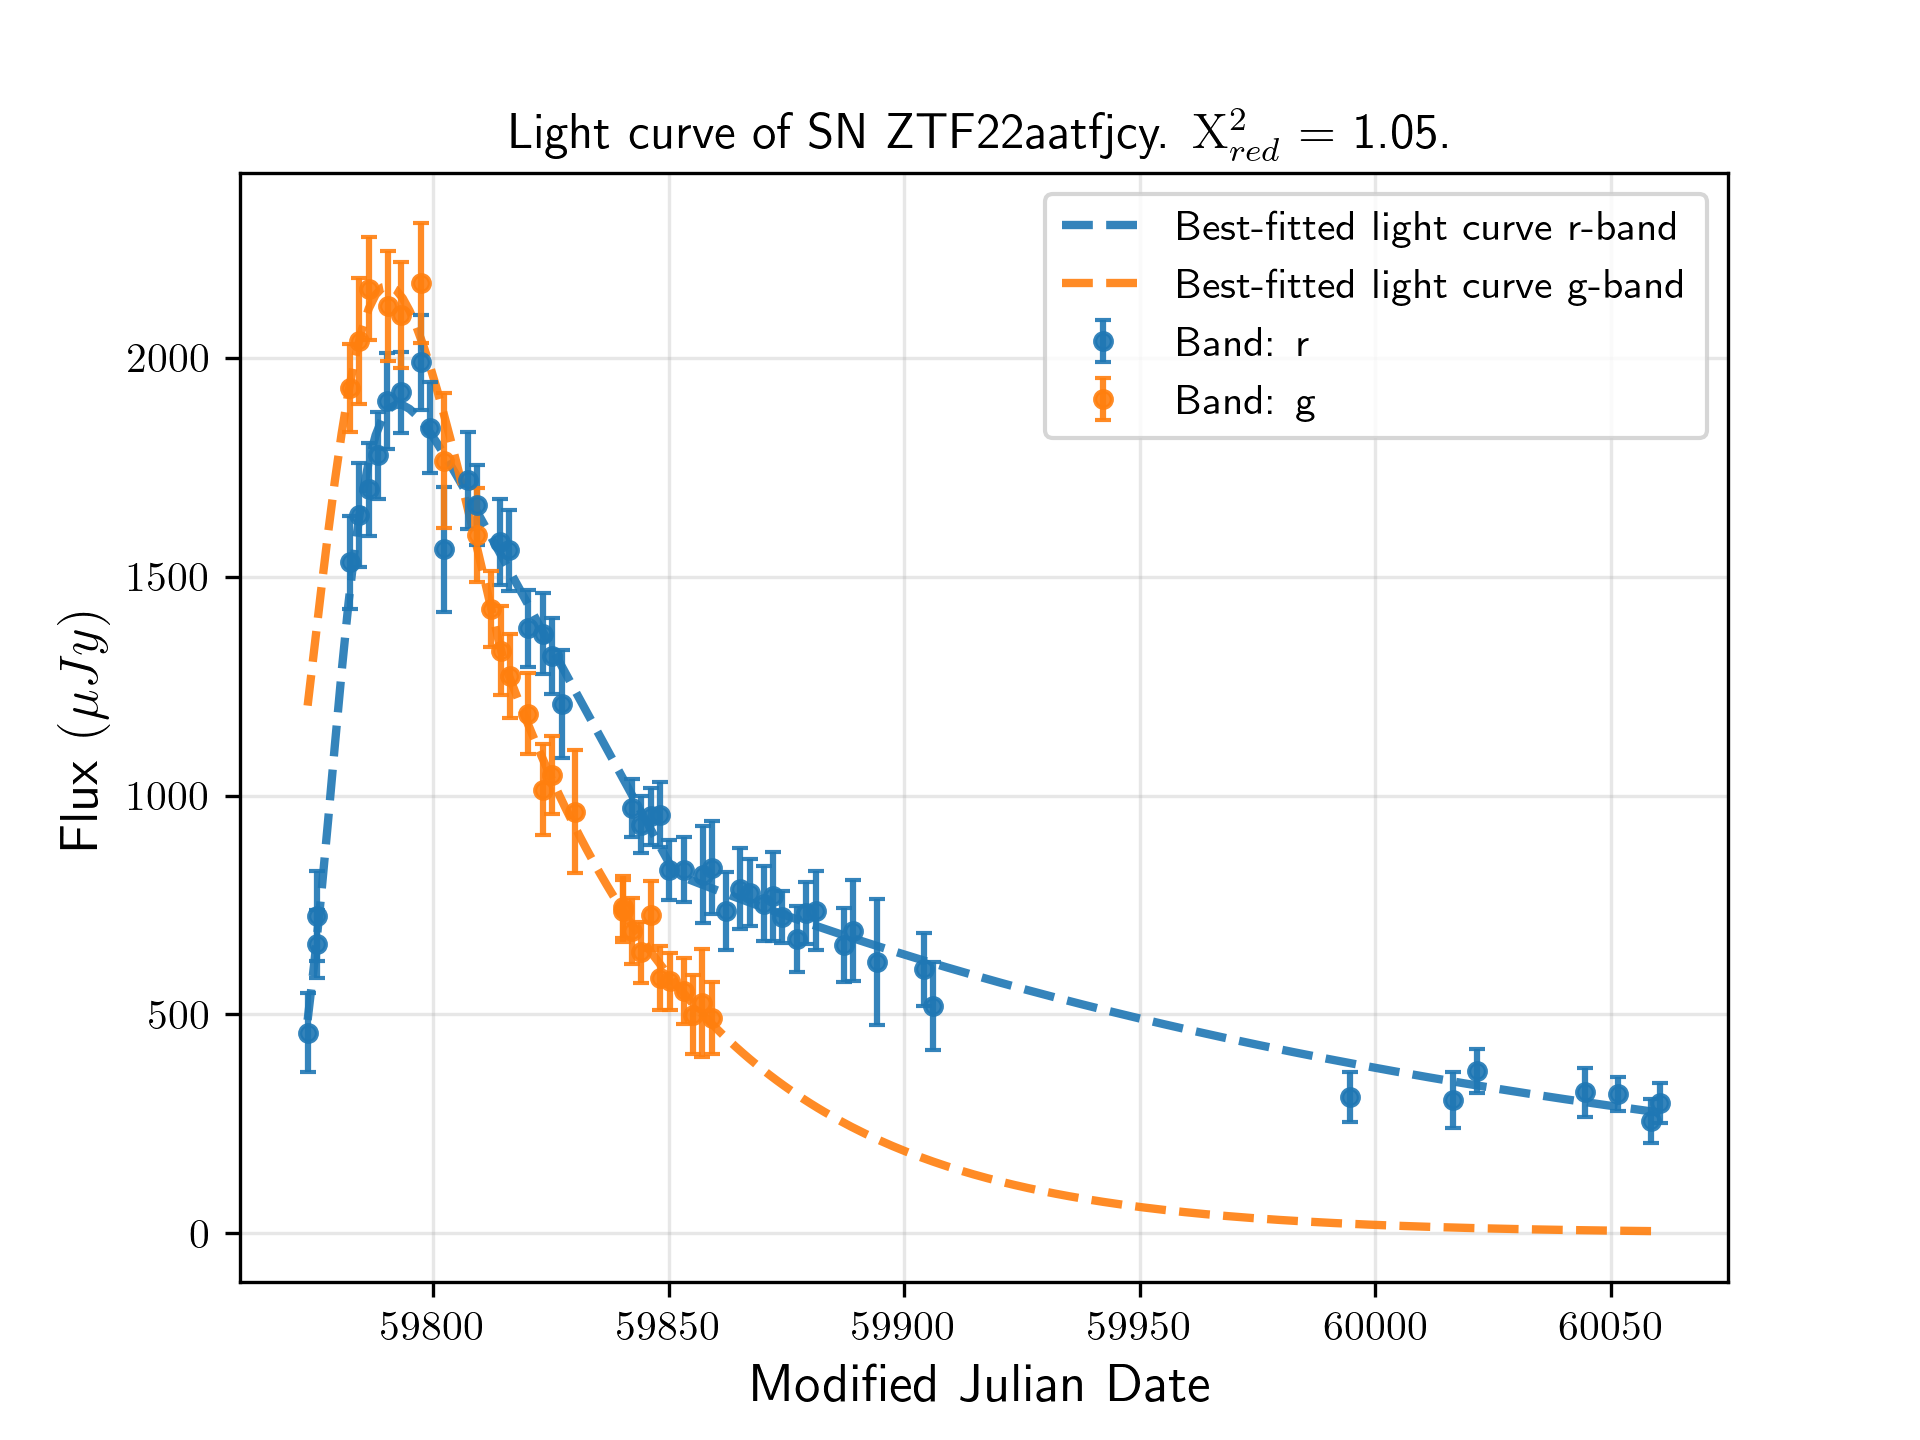 Light curve of SN ZTF22aatfjcy. X²_red = 1.05.
Best-fitted light curve r-band
Best-fitted light curve g-band
Band: r
Band: g
Flux (μJy)
2000
1500
1000
500
0
59800 59850 59900 59950 60000 60050
Modified Julian Date